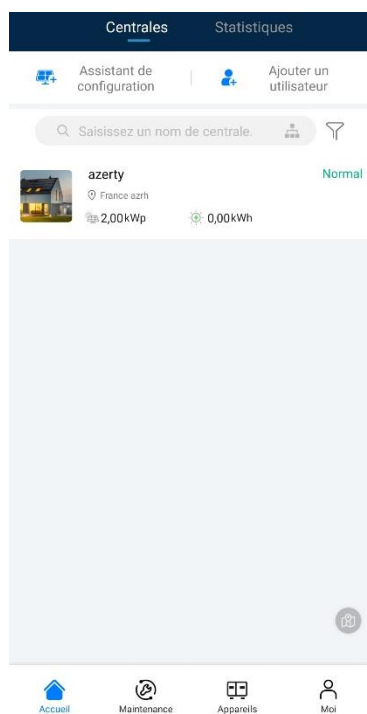 Centrales Statistiques
Assistant de configuration
Ajouter un utilisateur
Saisissez un nom de centrale.
azerty Normal
France azrh
2,00kWp 0,00kWh
Accueil Maintenance Appareils Moi